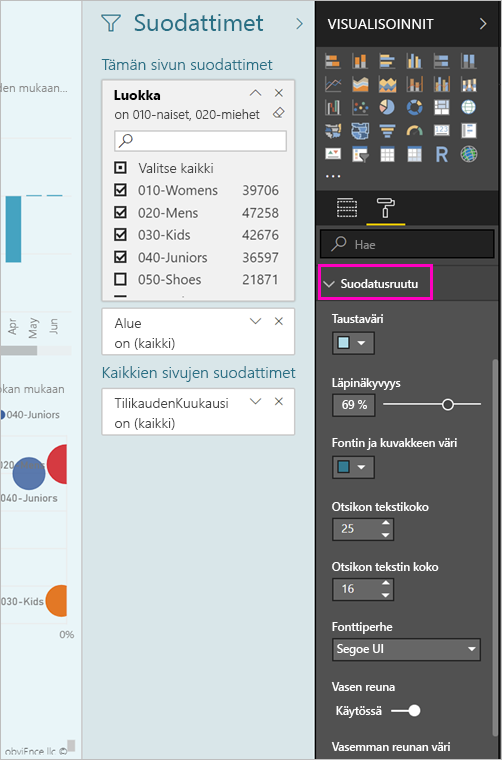 den mukaan...
Apr
May
Jun
okan mukaan
040-Juniors
040-Juniors
030-Kids
0%
obviEnce llc ©
Suodattimet
Tämän sivun suodattimet
Luokka
on 010-naiset, 020-miehet
Valitse kaikki
010-Womens 39706
020-Mens 47258
030-Kids 42676
040-Juniors 36597
050-Shoes 21871
Alue
on (kaikki)
Kaikkien sivujen suodattimet
TilikaudenKuukausi
on (kaikki)
VISUALISOINNIT
R
...
Hae
Suodatusruutu
Taustaväri
Läpinäkyvyys
69 %
Fontin ja kuvakkeen väri
Otsikon tekstikoko
25
Otsikon tekstin koko
16
Fonttiperhe
Segoe UI
Vasen reuna
Käytössä
Vasemman reunan väri